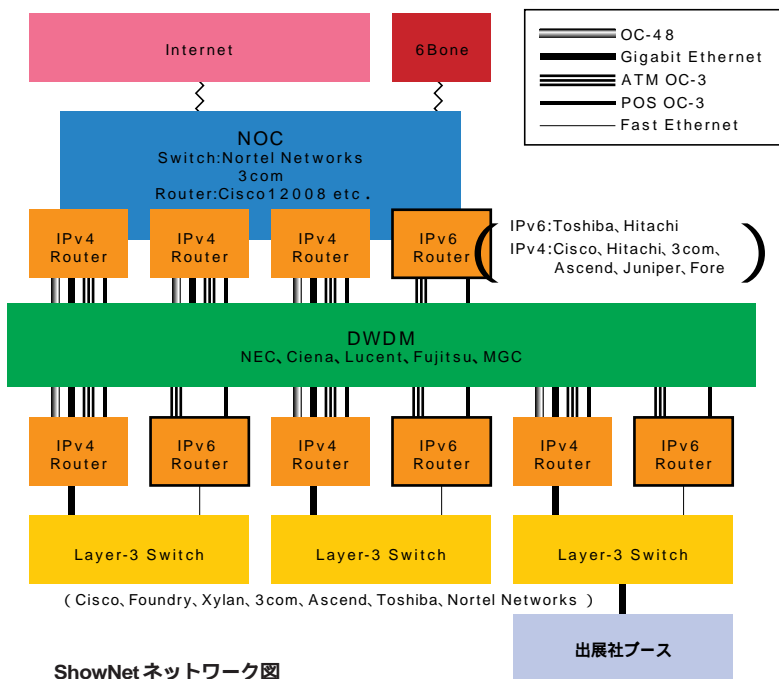 Internet
6Bone
OC-48
Gigabit Ethernet
ATM OC-3
POS OC-3
Fast Ethernet
NOC
Switch:Nortel Networks
3com
Router:Cisco12008 etc.
IPv4
Router
IPv4
Router
IPv4
Router
IPv6
Router
IPv6:Toshiba、Hitachi
IPv4:Cisco、Hitachi、3com、
Ascend、Juniper、Fore
DWDM
NEC、Ciena、Lucent、Fujitsu、MGC
IPv4
Router
IPv6
Router
IPv4
Router
IPv6
Router
IPv4
Router
IPv6
Router
Layer-3 Switch
Layer-3 Switch
Layer-3 Switch
(Cisco、Foundry、Xylan、3com、Ascend、Toshiba、Nortel Networks)
出展社ブース
ShowNetネットワーク図